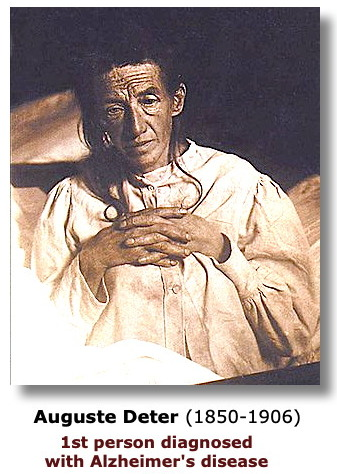 Auguste Deter (1850-1906)
1st person diagnosed
with Alzheimer's disease